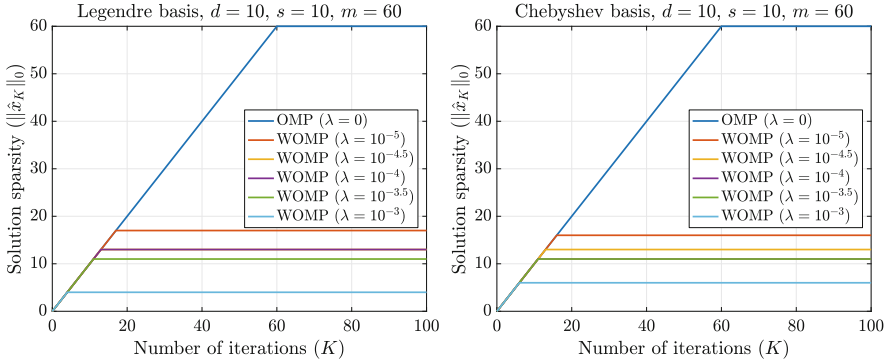 Legendre basis, d = 10, s = 10, m = 60
Solution sparsity (‖x̂_K‖₀)
60
50
40
30
20
10
0
OMP (λ = 0)
WOMP (λ = 10⁻⁵)
WOMP (λ = 10⁻⁴·⁵)
WOMP (λ = 10⁻⁴)
WOMP (λ = 10⁻³·⁵)
WOMP (λ = 10⁻³)
0 20 40 60 80 100
Number of iterations (K)
Chebyshev basis, d = 10, s = 10, m = 60
Solution sparsity (‖x̂_K‖₀)
60
50
40
30
20
10
0
OMP (λ = 0)
WOMP (λ = 10⁻⁵)
WOMP (λ = 10⁻⁴·⁵)
WOMP (λ = 10⁻⁴)
WOMP (λ = 10⁻³·⁵)
WOMP (λ = 10⁻³)
0 20 40 60 80 100
Number of iterations (K)